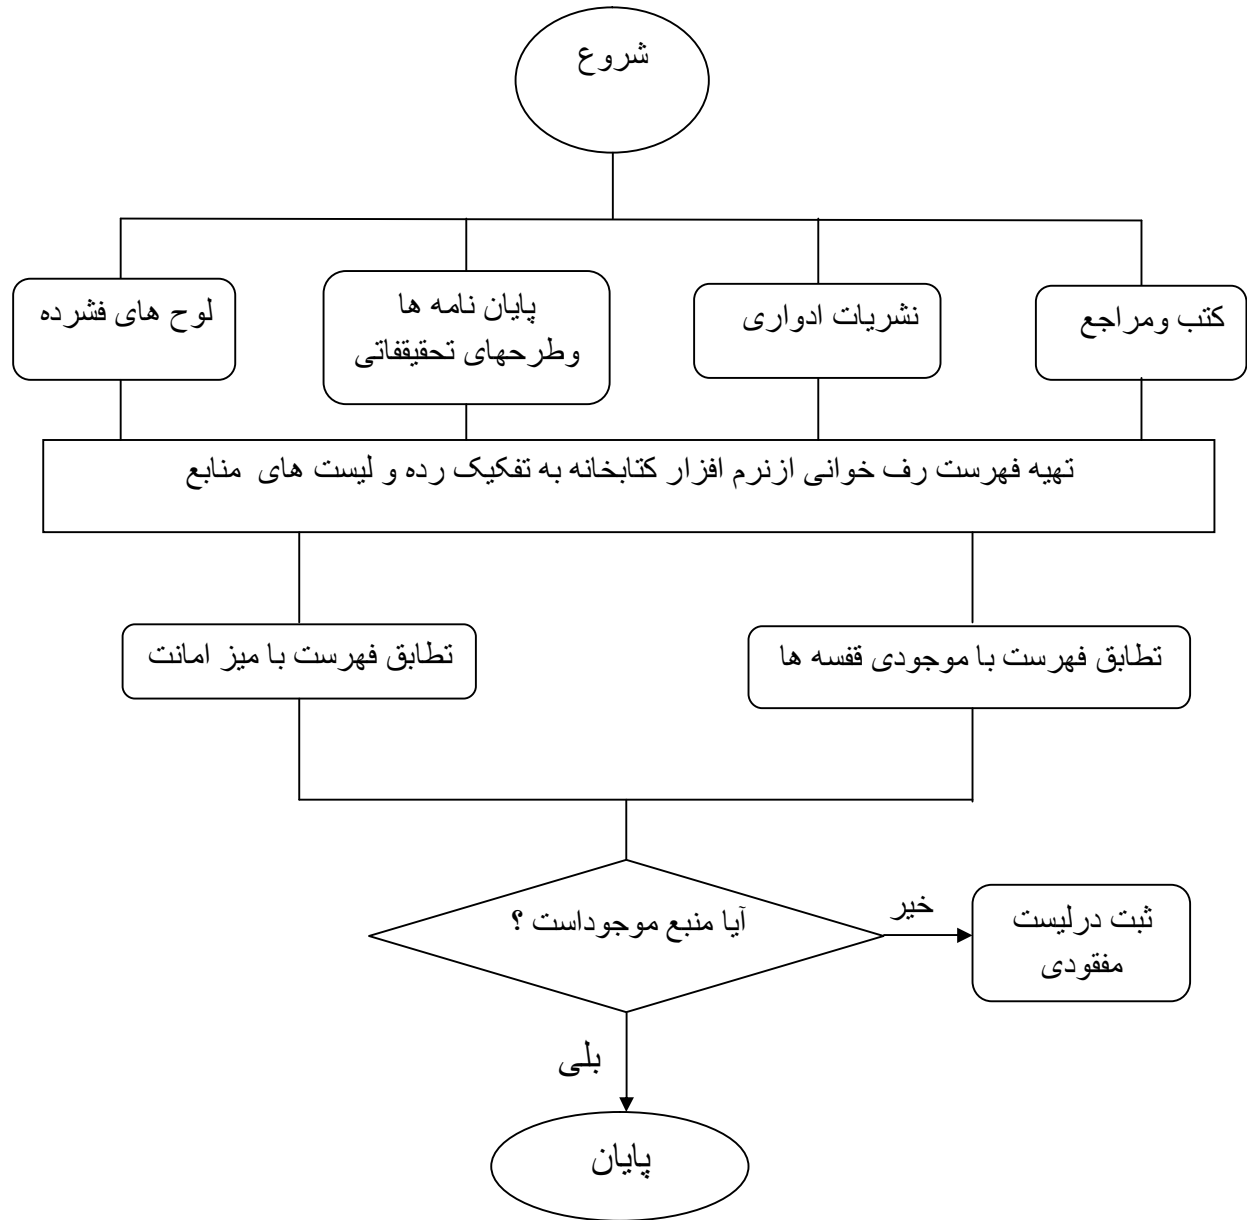 شروع
کتب ومراجع
نشریات ادواری
پایان نامه ها
وطرحهای تحقیقفاتی
لوح های فشرده
تهیه فهرست رف خوانی ازنرم افزار کتابخانه به تفکیک رده و لیست های منابع
تطابق فهرست با موجودی قفسه ها
تطابق فهرست با میز امانت
آیا منبع موجوداست ؟
خیر
ثبت درلیست
مفقودی
بلی
پایان